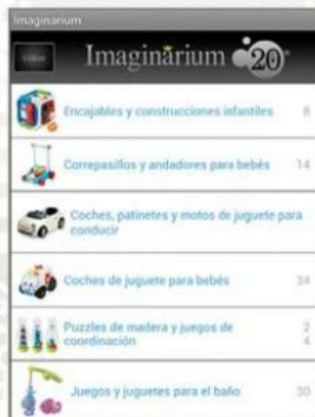 Imaginarium
Volver
Imaginarium 20
Encajables y construcciones infantiles 8
Correpasillos y andadores para bebés 14
Coches, patinetes y motos de juguete para
conducir
Coches de juguete para bebés 34
Puzzles de madera y juegos de 2
coordinación 4
Juegos y juguetes para el baño 30